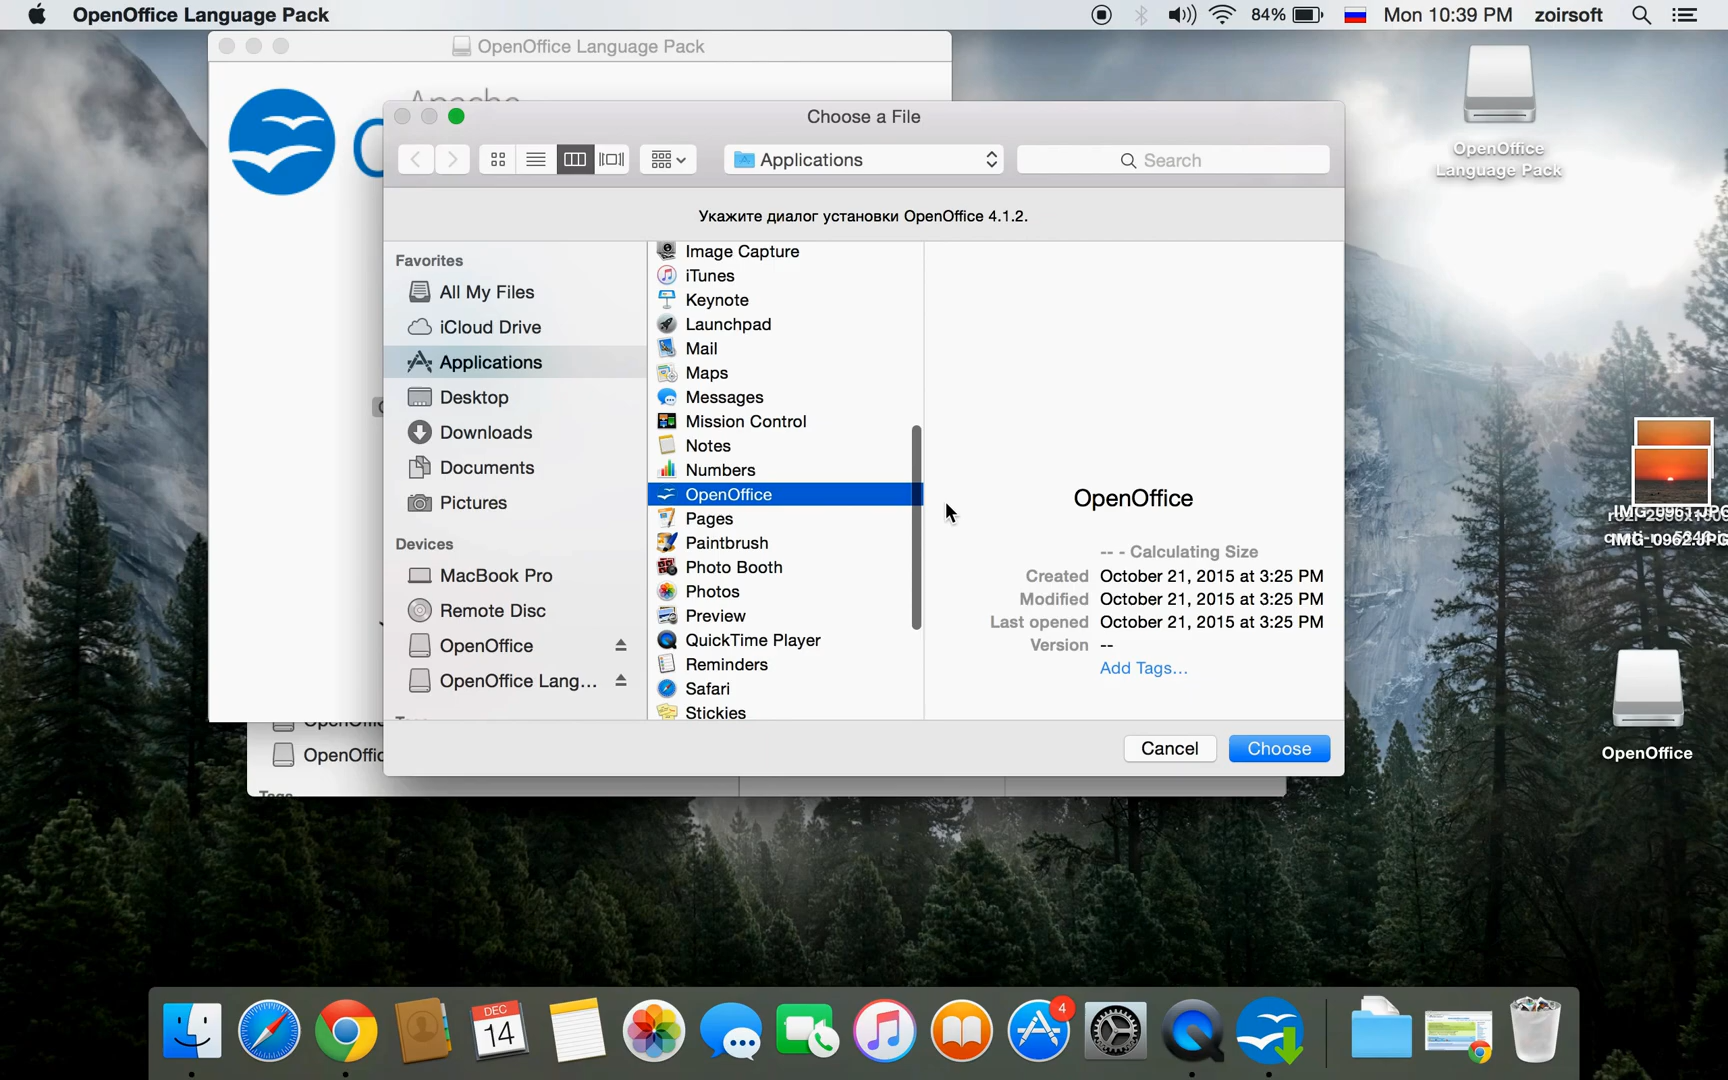 OpenOffice Language Pack
84%
Mon 10:39 PM
zoirsoft
OpenOffice Language Pack
Apache
Choose a File
Applications
Search
Укажите диалог установки OpenOffice 4.1.2.
Favorites
All My Files
iCloud Drive
Applications
Desktop
Downloads
Documents
Pictures
Devices
MacBook Pro
Remote Disc
OpenOffice
OpenOffice Lang...
Image Capture
iTunes
Keynote
Launchpad
Mail
Maps
Messages
Mission Control
Notes
Numbers
OpenOffice
Pages
Paintbrush
Photo Booth
Photos
Preview
QuickTime Player
Reminders
Safari
Stickies
OpenOffice
-- - Calculating Size
Created October 21, 2015 at 3:25 PM
Modified October 21, 2015 at 3:25 PM
Last opened October 21, 2015 at 3:25 PM
Version --
Add Tags...
Cancel
Choose
OpenOffice
Language Pack
IMG_0962.JPG
OpenOffice
DEC
14
4